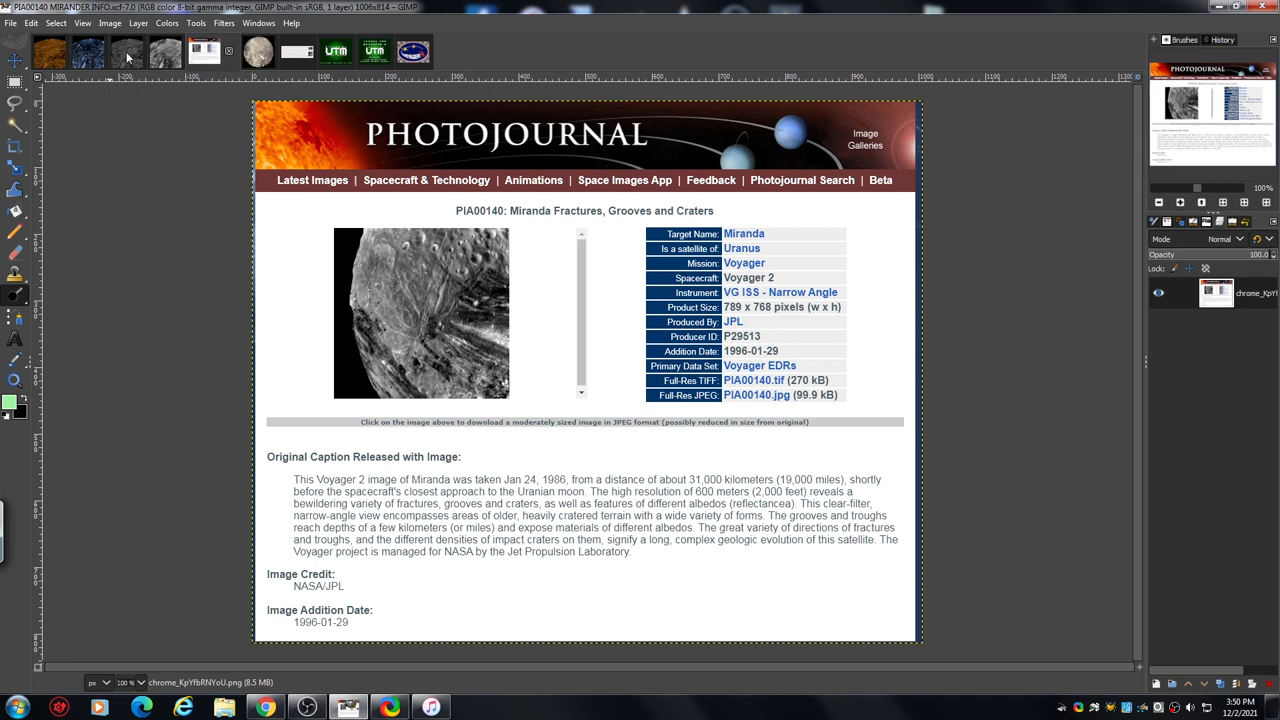 PIA00140 MIRANDER INFO.xcf-7.0 (RGB color 8-bit gamma integer, GIMP built-in sRGB, 1 layer) 1006x814 – GIMP
File Edit Select View Image Layer Colors Tools Filters Windows Help
Brushes History
PHOTOJOURNAL
Image
Galleries
Latest Images | Spacecraft & Technology | Animations | Space Images App | Feedback | Photojournal Search | Beta
PIA00140: Miranda Fractures, Grooves and Craters
Target Name: Miranda
Is a satellite of: Uranus
Mission: Voyager
Spacecraft: Voyager 2
Instrument: VG ISS - Narrow Angle
Product Size: 789 x 768 pixels (w x h)
Produced By: JPL
Producer ID: P29513
Addition Date: 1996-01-29
Primary Data Set: Voyager EDRs
Full-Res TIFF: PIA00140.tif (270 kB)
Full-Res JPEG: PIA00140.jpg (99.9 kB)
Click on the image above to download a moderately sized image in JPEG format (possibly reduced in size from original)
Original Caption Released with Image:
This Voyager 2 image of Miranda was taken Jan 24, 1986, from a distance of about 31,000 kilometers (19,000 miles), shortly
before the spacecraft's closest approach to the Uranian moon. The high resolution of 600 meters (2,000 feet) reveals a
bewildering variety of fractures, grooves and craters, as well as features of different albedos (reflectancea). This clear-filter,
narrow-angle view encompasses areas of older, heavily cratered terrain with a wide variety of forms. The grooves and troughs
reach depths of a few kilometers (or miles) and expose materials of different albedos. The great variety of directions of fractures
and troughs, and the different densities of impact craters on them, signify a long, complex geologic evolution of this satellite. The
Voyager project is managed for NASA by the Jet Propulsion Laboratory.
Image Credit:
NASA/JPL
Image Addition Date:
1996-01-29
100%
Mode Normal
Opacity 100.0
Lock:
chrome_KpYf
px 100 % chrome_KpYfbRNYoU.png (8.5 MB)
3:50 PM
12/2/2021
UTM
UTM